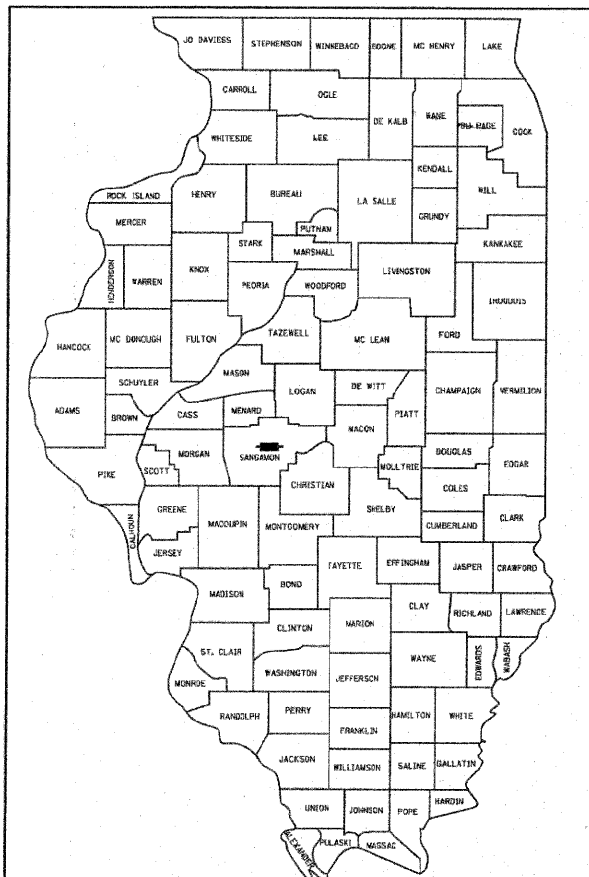 JO DAVIESS STEPHENSON WINNEBAGO BOONE MC HENRY LAKE
CARROLL OGLE DE KALB KANE DU PAGE COOK
WHITESIDE LEE
KENDALL WILL
ROCK ISLAND HENRY BUREAU LA SALLE GRUNDY
MERCER PUTNAM
STARK MARSHALL KANKAKEE
HENDERSON WARREN KNOX PEORIA WOODFORD LIVINGSTON IROQUOIS
HANCOCK MC DONOUGH FULTON TAZEWELL MC LEAN FORD
MASON
SCHUYLER LOGAN DE WITT CHAMPAIGN VERMILION
ADAMS BROWN CASS MENARD PIATT
MACON
PIKE SCOTT MORGAN SANGAMON MOULTRIE DOUGLAS EDGAR
CHRISTIAN COLES
GREENE SHELBY
CALHOUN MACOUPIN MONTGOMERY CUMBERLAND CLARK
JERSEY
FAYETTE EFFINGHAM JASPER CRAWFORD
MADISON BOND
CLAY RICHLAND LAWRENCE
CLINTON MARION
ST. CLAIR WAYNE EDWARDS WABASH
WASHINGTON JEFFERSON
MONROE
RANDOLPH PERRY HAMILTON WHITE
FRANKLIN
JACKSON WILLIAMSON SALINE GALLATIN
UNION JOHNSON POPE HARDIN
ALEXANDER PULASKI MASSAC